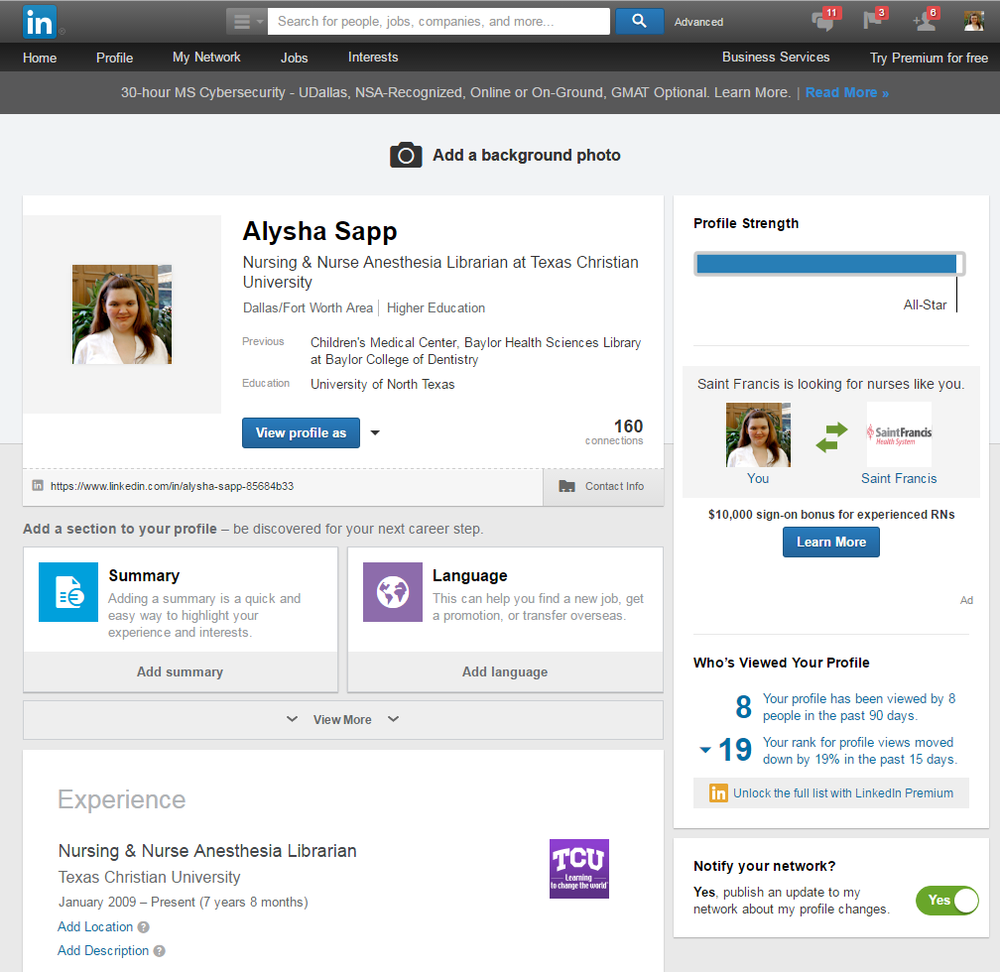 in
Search for people, jobs, companies, and more...
Advanced
11
3
6
Home
Profile
My Network
Jobs
Interests
Business Services
Try Premium for free
30-hour MS Cybersecurity - UDallas, NSA-Recognized, Online or On-Ground, GMAT Optional. Learn More. | Read More »
Add a background photo
Alysha Sapp
Nursing & Nurse Anesthesia Librarian at Texas Christian
University
Dallas/Fort Worth Area | Higher Education
Previous
Children's Medical Center, Baylor Health Sciences Library
at Baylor College of Dentistry
Education
University of North Texas
View profile as
160
connections
in
https://www.linkedin.com/in/alysha-sapp-85684b33
Contact Info
Add a section to your profile – be discovered for your next career step.
Summary
Adding a summary is a quick and
easy way to highlight your
experience and interests.
Add summary
Language
This can help you find a new job, get
a promotion, or transfer overseas.
Add language
View More
Experience
Nursing & Nurse Anesthesia Librarian
Texas Christian University
January 2009 – Present (7 years 8 months)
Add Location ?
Add Description ?
TCU
Learning
to change the world
Profile Strength
All-Star
Saint Francis is looking for nurses like you.
SaintFrancis
Health System
You
Saint Francis
$10,000 sign-on bonus for experienced RNs
Learn More
Ad
Who's Viewed Your Profile
8
Your profile has been viewed by 8
people in the past 90 days.
19
Your rank for profile views moved
down by 19% in the past 15 days.
in
Unlock the full list with LinkedIn Premium
Notify your network?
Yes, publish an update to my
network about my profile changes.
Yes